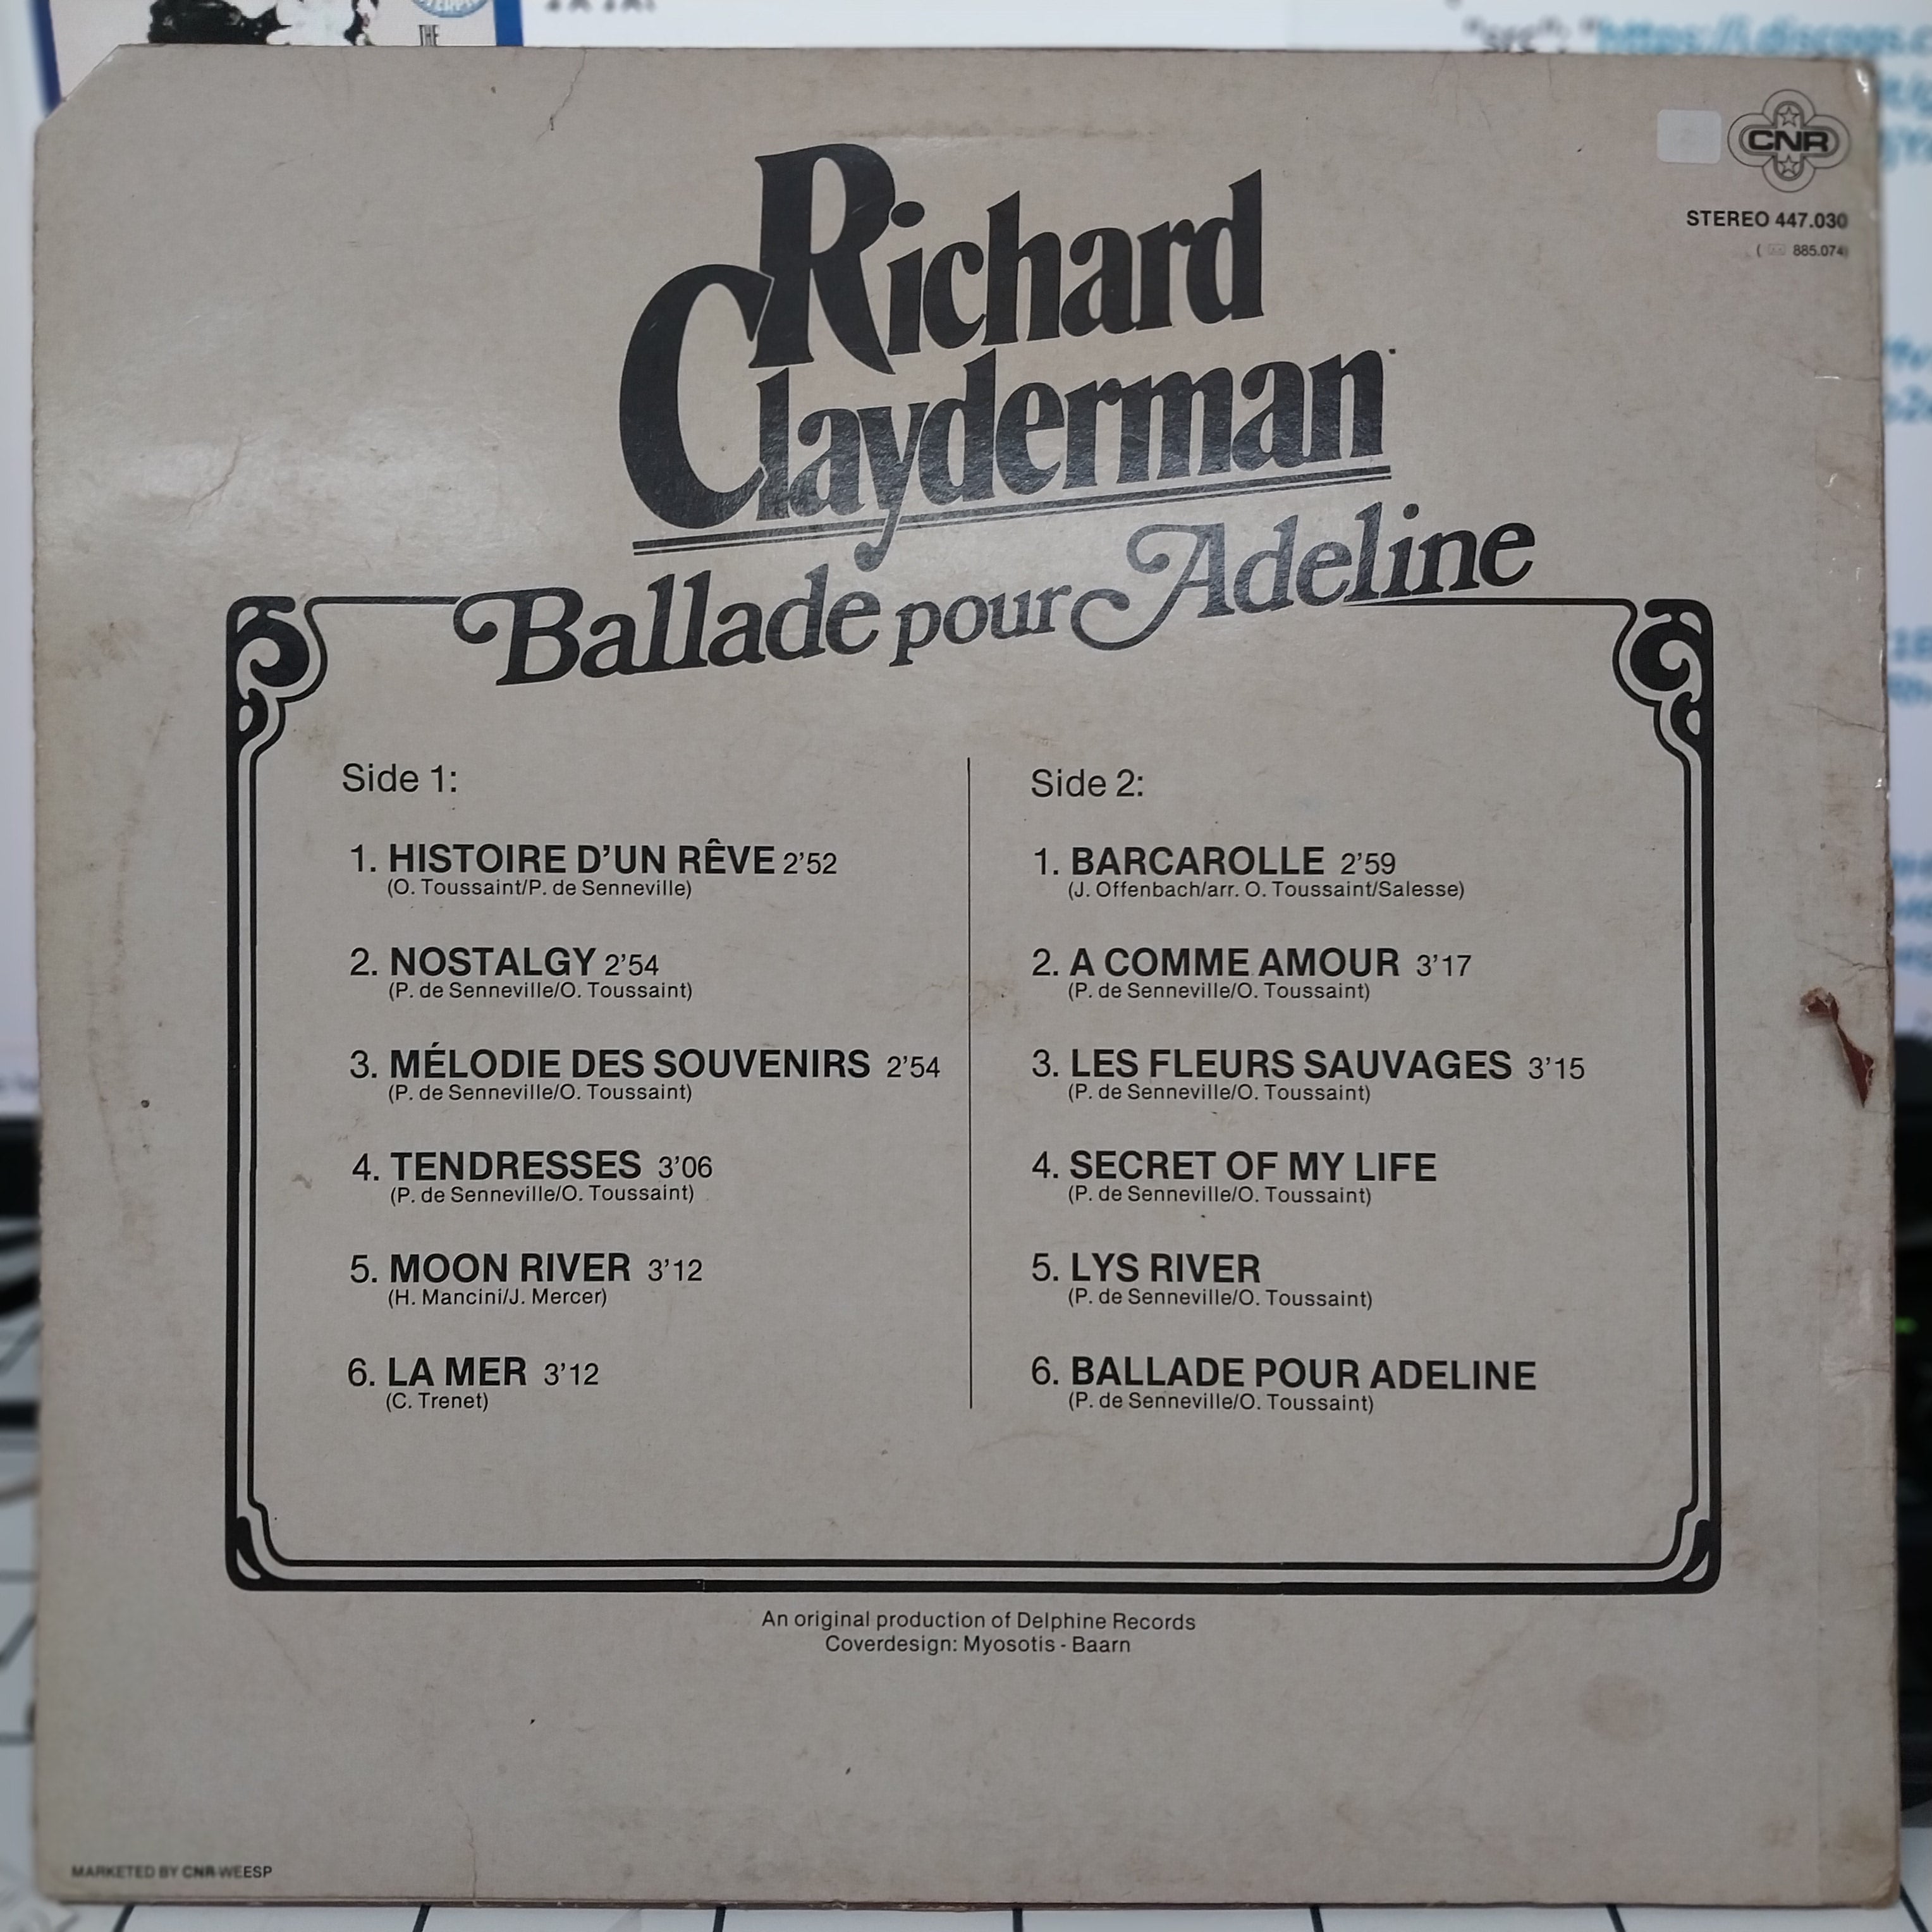 THE
"src": "https://i.discogs.c
CNR
STEREO 447.030
( 885.074)
Richard
Clayderman
Ballade pour Adeline
Side 1:
1. HISTOIRE D'UN RÊVE 2'52
(O. Toussaint/P. de Senneville)
2. NOSTALGY 2'54
(P. de Senneville/O. Toussaint)
3. MÉLODIE DES SOUVENIRS 2'54
(P. de Senneville/O. Toussaint)
4. TENDRESSES 3'06
(P. de Senneville/O. Toussaint)
5. MOON RIVER 3'12
(H. Mancini/J. Mercer)
6. LA MER 3'12
(C. Trenet)
Side 2:
1. BARCAROLLE 2'59
(J. Offenbach/arr. O. Toussaint/Salesse)
2. A COMME AMOUR 3'17
(P. de Senneville/O. Toussaint)
3. LES FLEURS SAUVAGES 3'15
(P. de Senneville/O. Toussaint)
4. SECRET OF MY LIFE
(P. de Senneville/O. Toussaint)
5. LYS RIVER
(P. de Senneville/O. Toussaint)
6. BALLADE POUR ADELINE
(P. de Senneville/O. Toussaint)
An original production of Delphine Records
Coverdesign: Myosotis - Baarn
MARKETED BY CNR-WEESP